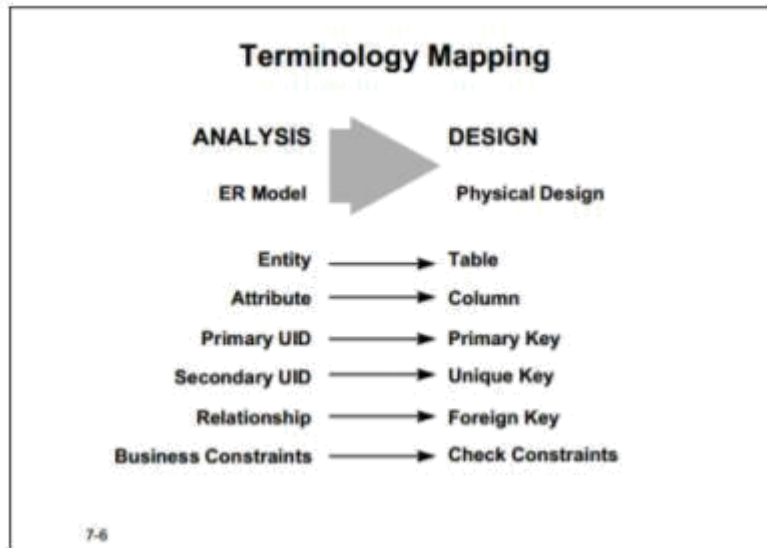 Terminology Mapping
ANALYSIS DESIGN
ER Model Physical Design
Entity Table
Attribute Column
Primary UID Primary Key
Secondary UID Unique Key
Relationship Foreign Key
Business Constraints Check Constraints
7-6